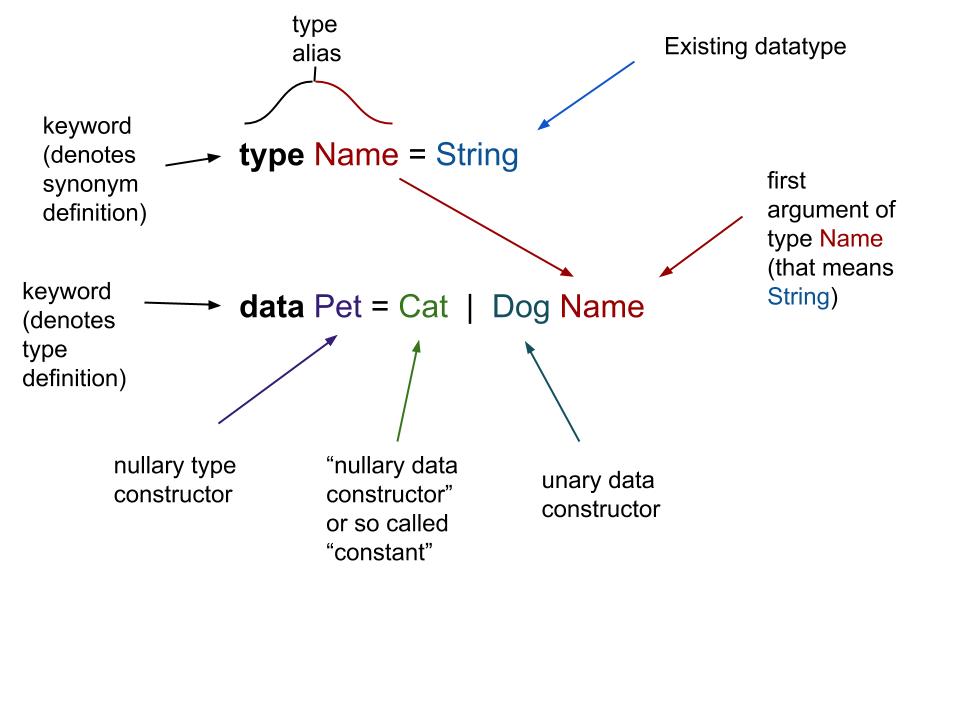 type
alias
Existing datatype
keyword
(denotes
synonym
definition)
type Name = String
first
argument of
type Name
(that means
String)
keyword
(denotes
type
definition)
data Pet = Cat | Dog Name
nullary type
constructor
“nullary data
constructor”
or so called
“constant”
unary data
constructor